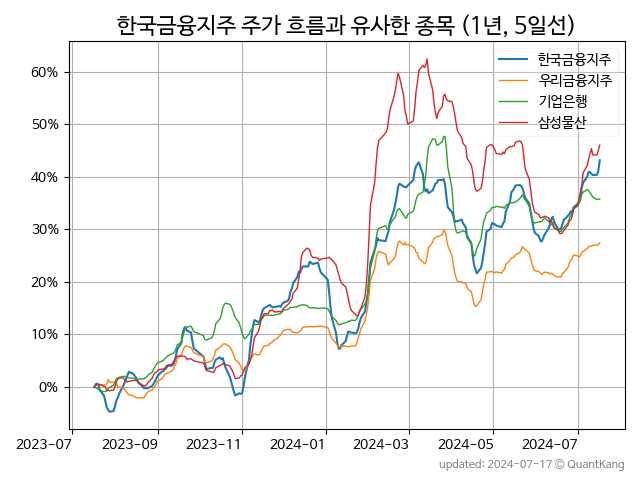 한국금융지주 주가 흐름과 유사한 종목 (1년, 5일선)
한국금융지주
우리금융지주
기업은행
삼성물산
60%
50%
40%
30%
20%
10%
0%
2023-07
2023-09
2023-11
2024-01
2024-03
2024-05
2024-07
updated: 2024-07-17 © QuantKang